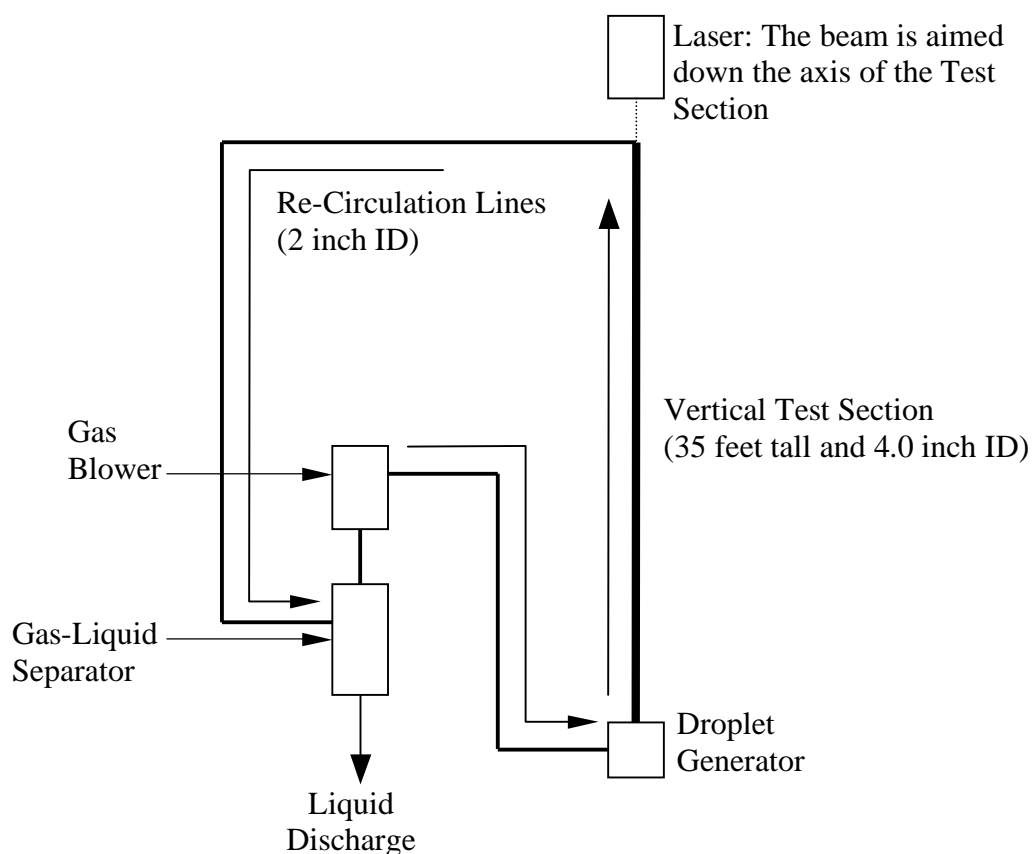 Laser: The beam is aimed
down the axis of the Test
Section
Re-Circulation Lines
(2 inch ID)
Vertical Test Section
(35 feet tall and 4.0 inch ID)
Gas
Blower
Gas-Liquid
Separator
Droplet
Generator
Liquid
Discharge